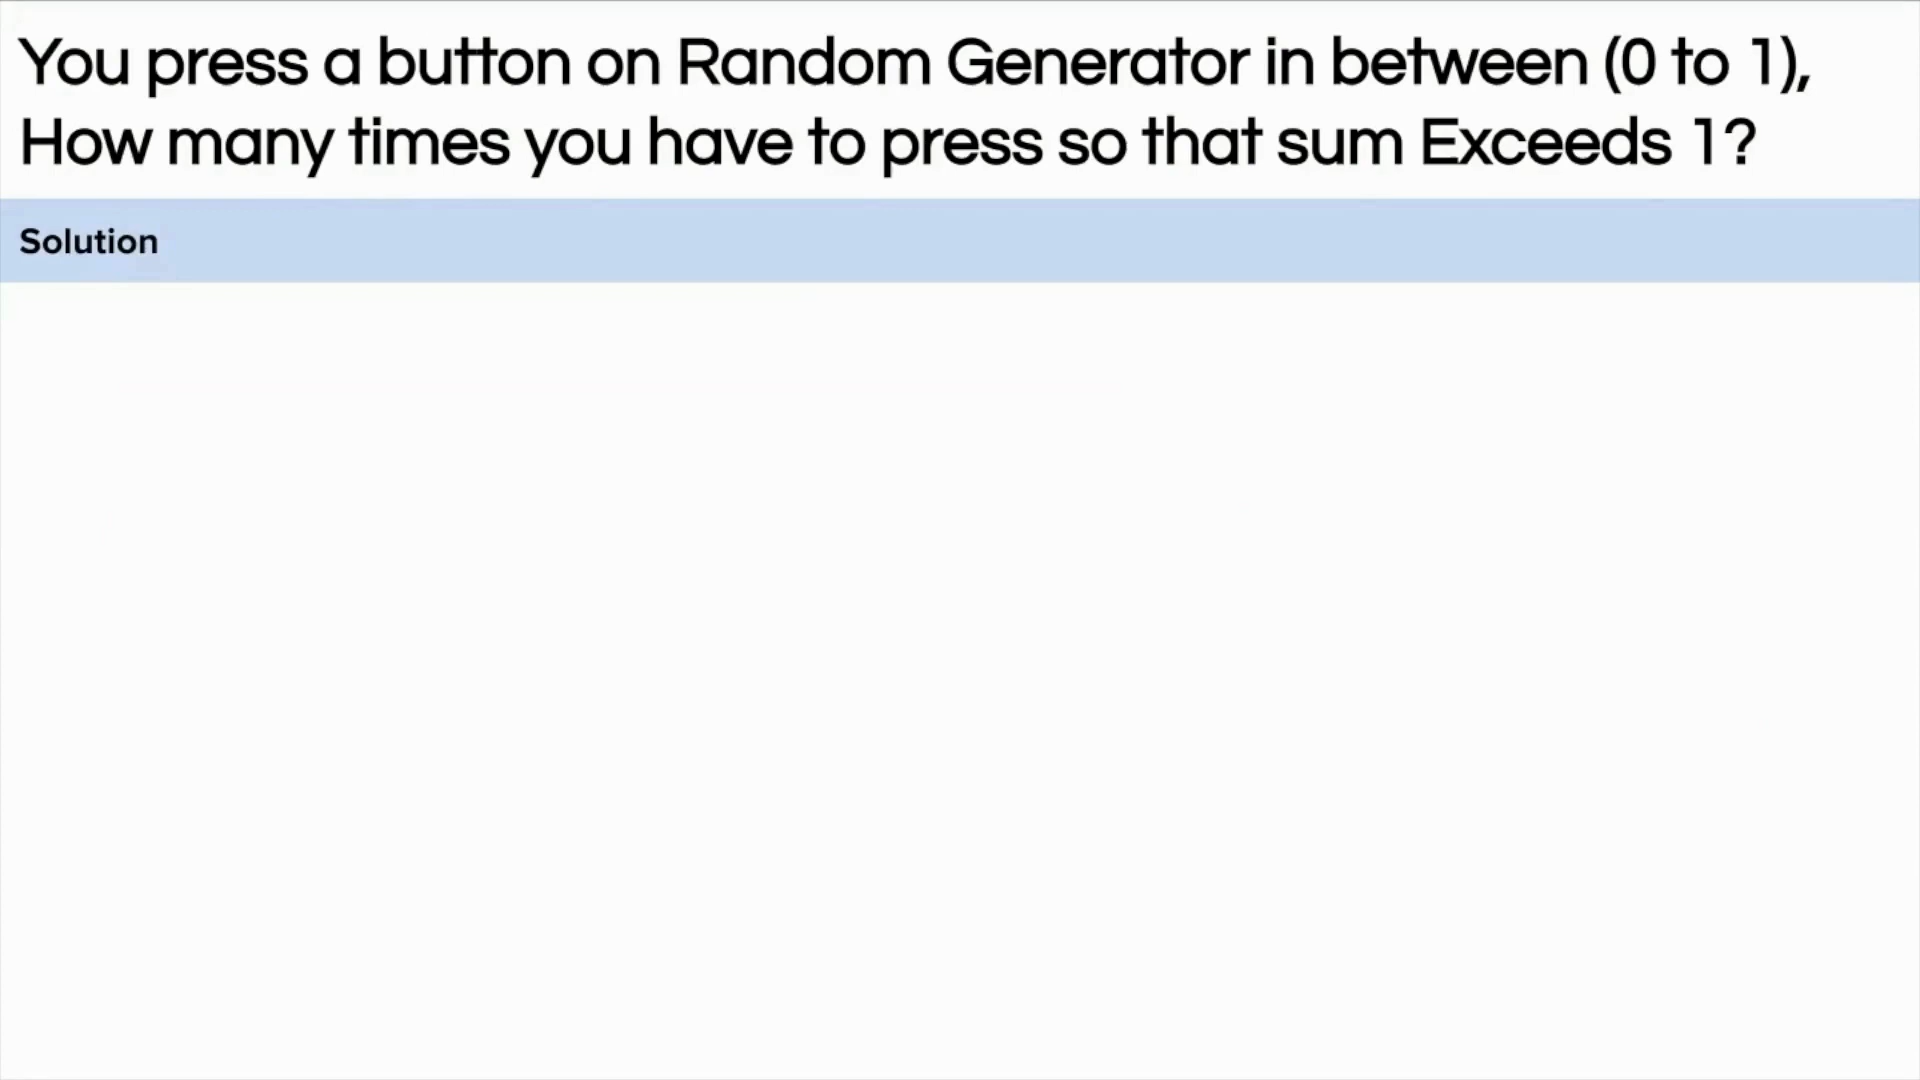 You press a button on Random Generator in between (0 to 1),
How many times you have to press so that sum Exceeds 1?
Solution